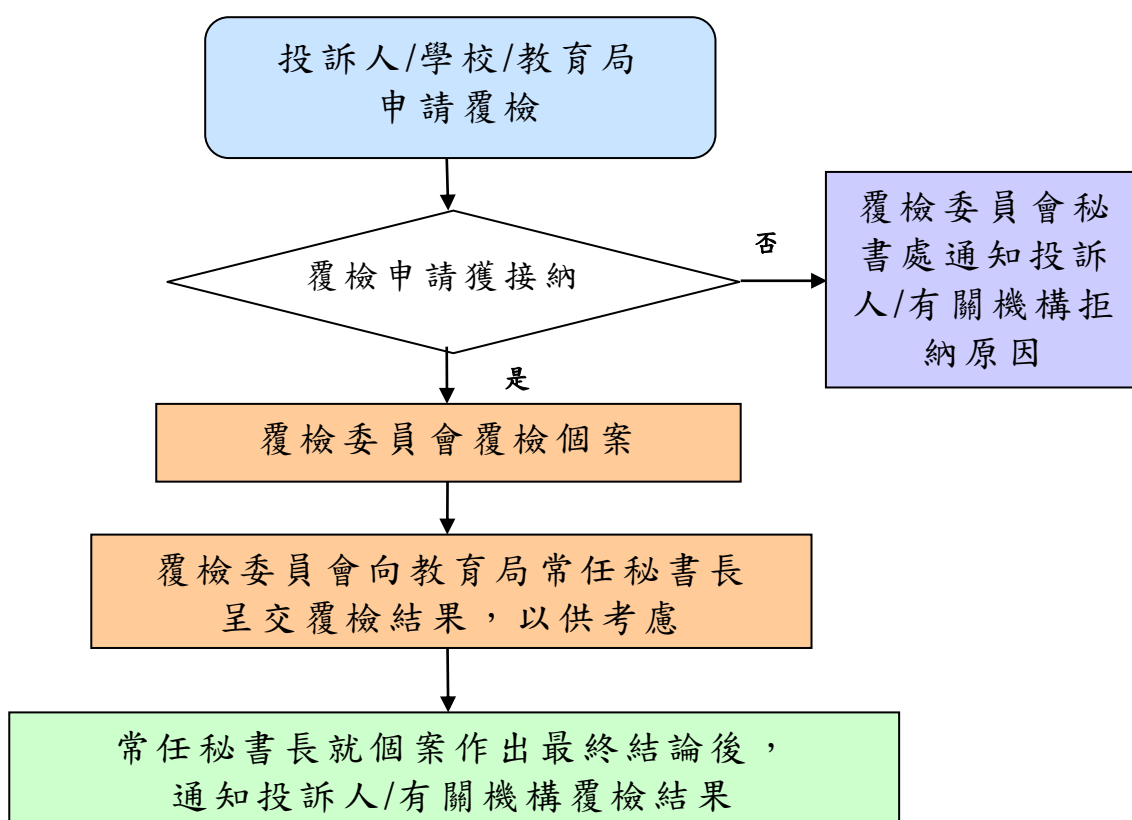 投訴人/學校/教育局
申請覆檢
覆檢申請獲接納
否
覆檢委員會秘
書處通知投訴
人/有關機構拒
納原因
是
覆檢委員會覆檢個案
覆檢委員會向教育局常任秘書長
呈交覆檢結果，以供考慮
常任秘書長就個案作出最終結論後，
通知投訴人/有關機構覆檢結果